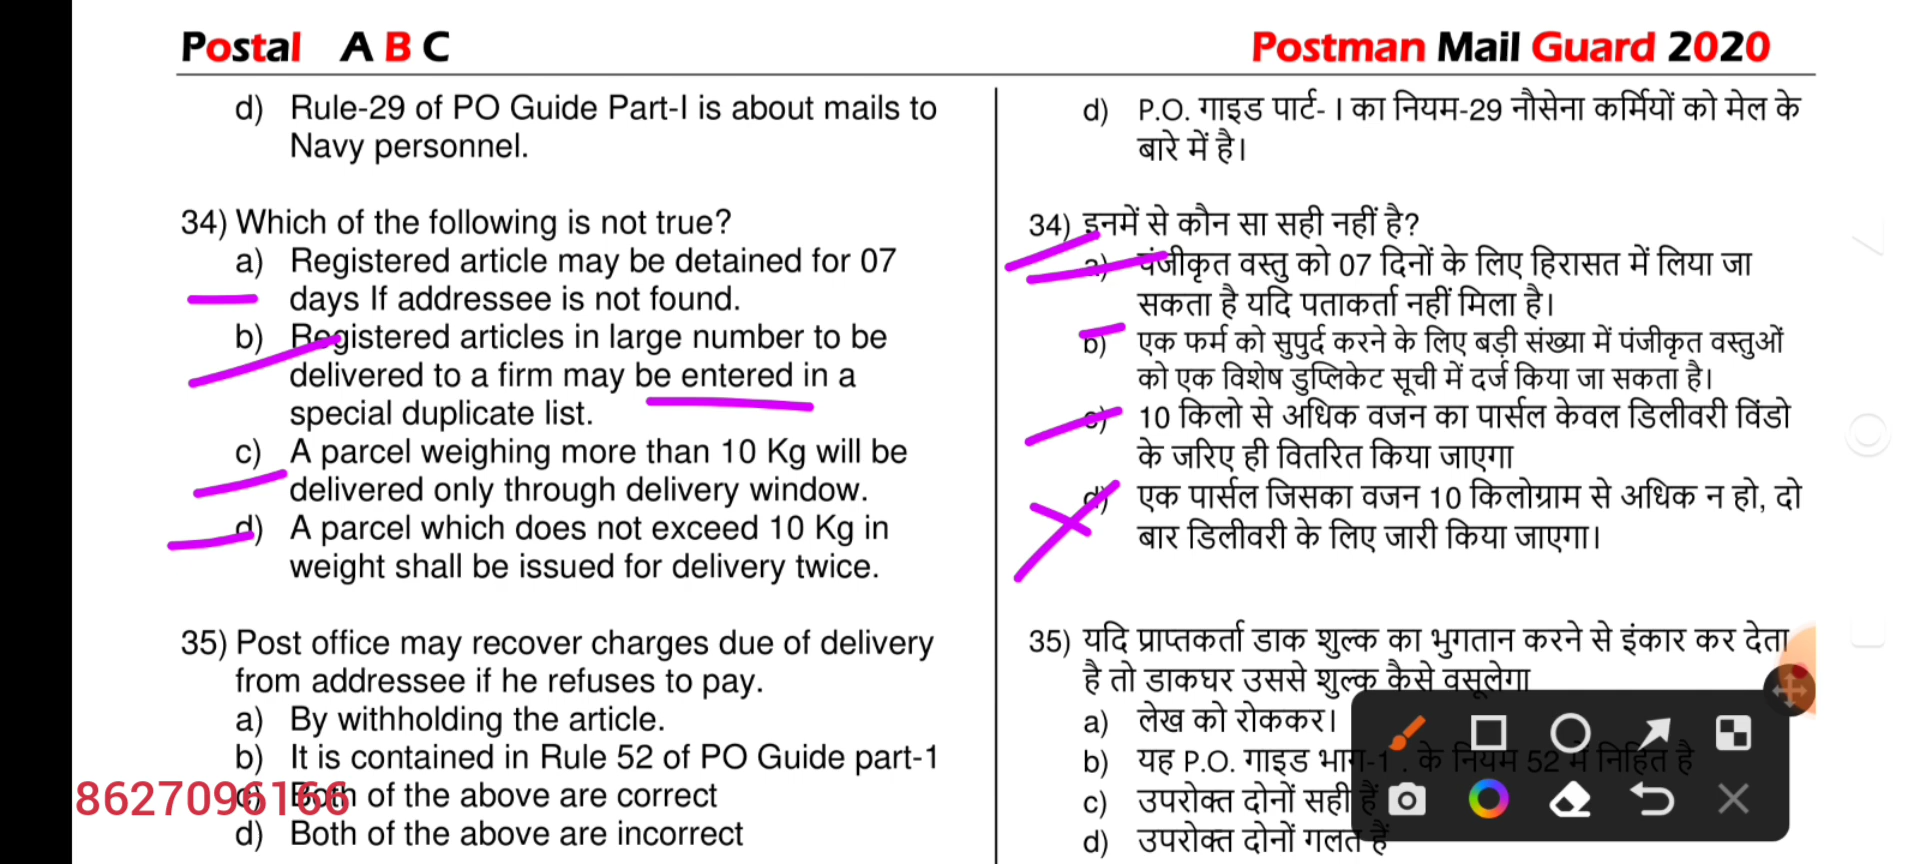 Postal A B C
Postman Mail Guard 2020
d) Rule-29 of PO Guide Part-I is about mails to
Navy personnel.
34) Which of the following is not true?
a) Registered article may be detained for 07
days If addressee is not found.
b) Registered articles in large number to be
delivered to a firm may be entered in a
special duplicate list.
c) A parcel weighing more than 10 Kg will be
delivered only through delivery window.
d) A parcel which does not exceed 10 Kg in
weight shall be issued for delivery twice.
35) Post office may recover charges due of delivery
from addressee if he refuses to pay.
a) By withholding the article.
b) It is contained in Rule 52 of PO Guide part-1
c) Both of the above are correct
d) Both of the above are incorrect
8627096166
d) P.O. गाइड पार्ट- I का नियम-29 नौसेना कर्मियों को मेल के
बारे में है।
34) इनमें से कौन सा सही नहीं है?
a) पंजीकृत वस्तु को 07 दिनों के लिए हिरासत में लिया जा
सकता है यदि पताकर्ता नहीं मिला है।
b) एक फर्म को सुपुर्द करने के लिए बड़ी संख्या में पंजीकृत वस्तुओं
को एक विशेष डुप्लिकेट सूची में दर्ज किया जा सकता है।
c) 10 किलो से अधिक वजन का पार्सल केवल डिलीवरी विंडो
के जरिए ही वितरित किया जाएगा
d) एक पार्सल जिसका वजन 10 किलोग्राम से अधिक न हो, दो
बार डिलीवरी के लिए जारी किया जाएगा।
35) यदि प्राप्तकर्ता डाक शुल्क का भुगतान करने से इंकार कर देता
है तो डाकघर उससे शुल्क कैसे वसूलेगा
a) लेख को रोककर।
b) यह P.O. गाइड भाग-1 . के नियम 52 में निहित है
c) उपरोक्त दोनों सही हैं
d) उपरोक्त दोनों गलत हैं